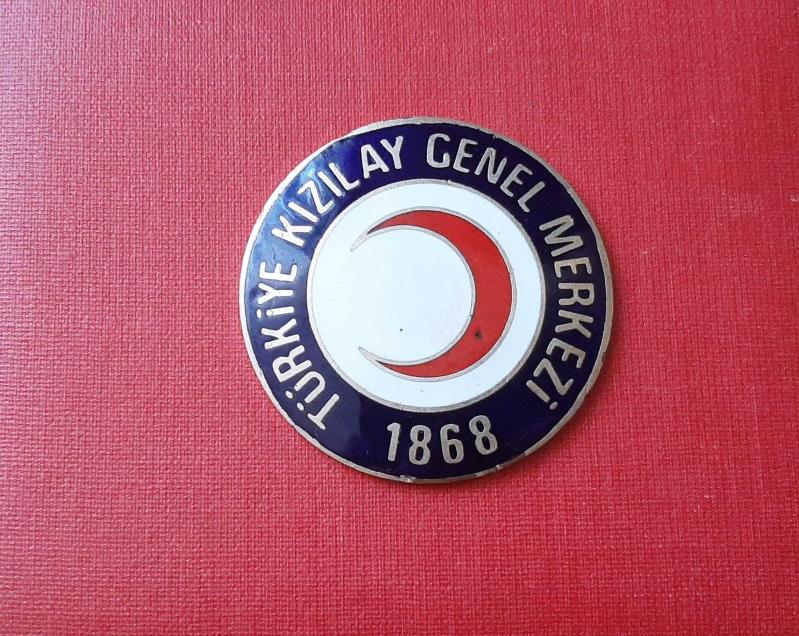 TÜRKİYE KIZILAY GENEL MERKEZİ
1868